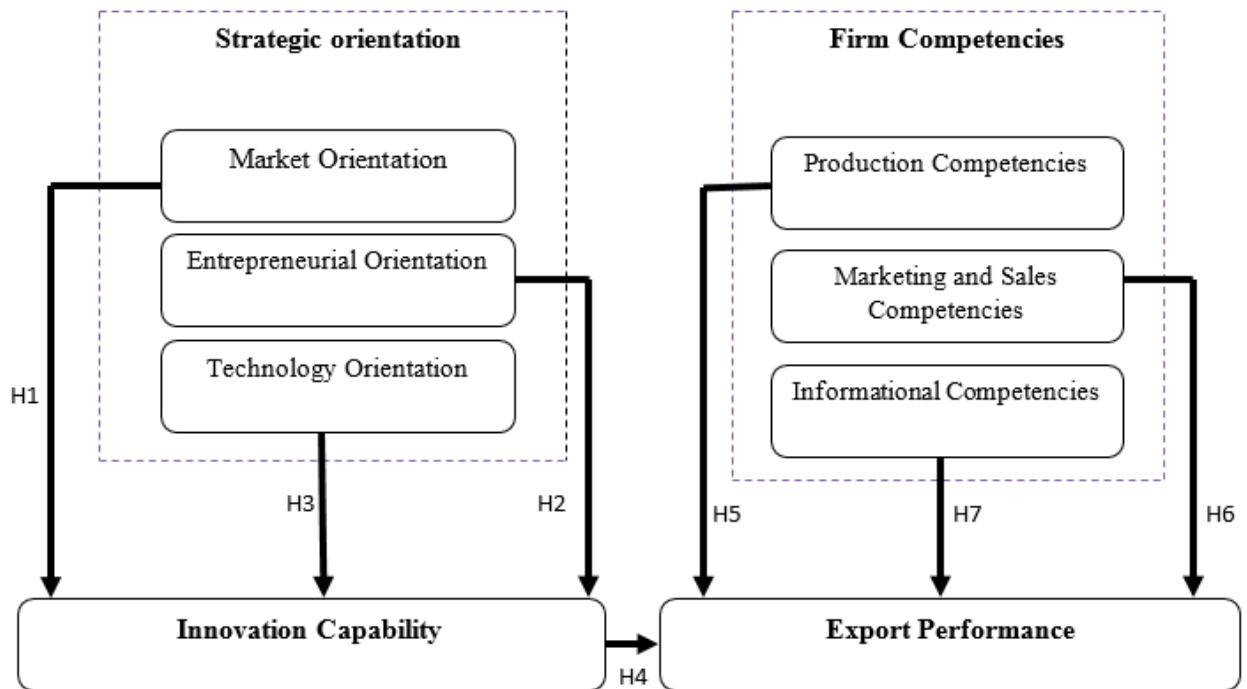 Strategic orientation
Market Orientation
Entrepreneurial Orientation
Technology Orientation
H1
H3
H2
Innovation Capability
H4
Firm Competencies
Production Competencies
Marketing and Sales
Competencies
Informational Competencies
H5
H7
H6
Export Performance